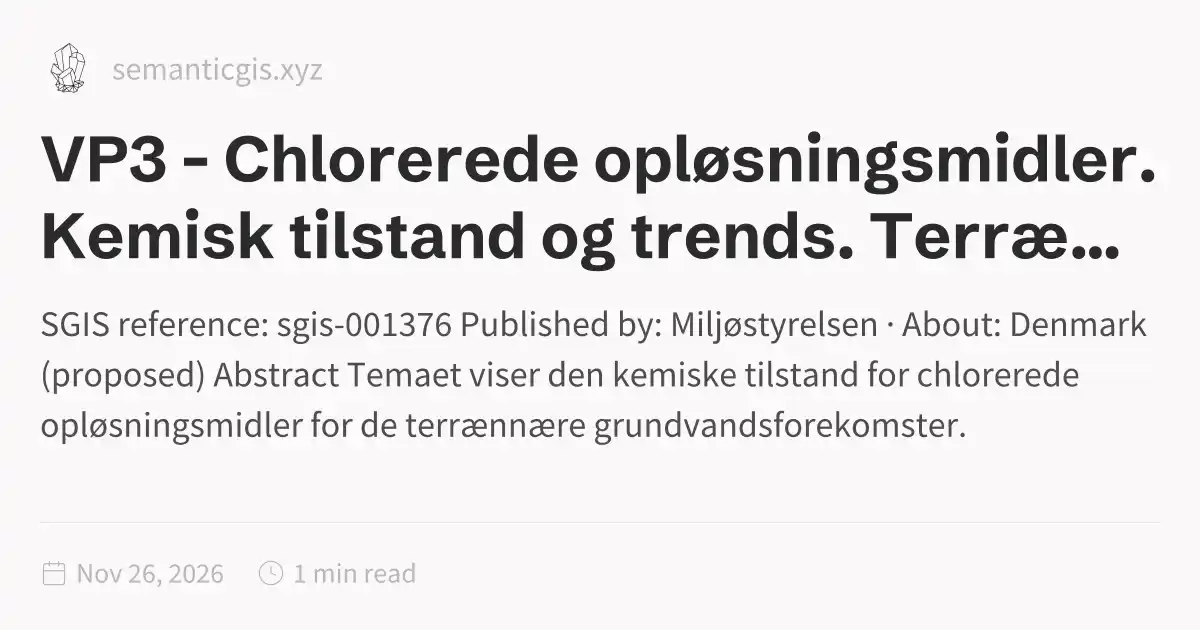 semanticgis.xyz
VP3 - Chlorerede opløsningsmidler.
Kemisk tilstand og trends. Terræ...
SGIS reference: sgis-001376 Published by: Miljøstyrelsen · About: Denmark
(proposed) Abstract Temaet viser den kemiske tilstand for chlorerede
opløsningsmidler for de terrænnære grundvandsforekomster.
Nov 26, 2026 1 min read